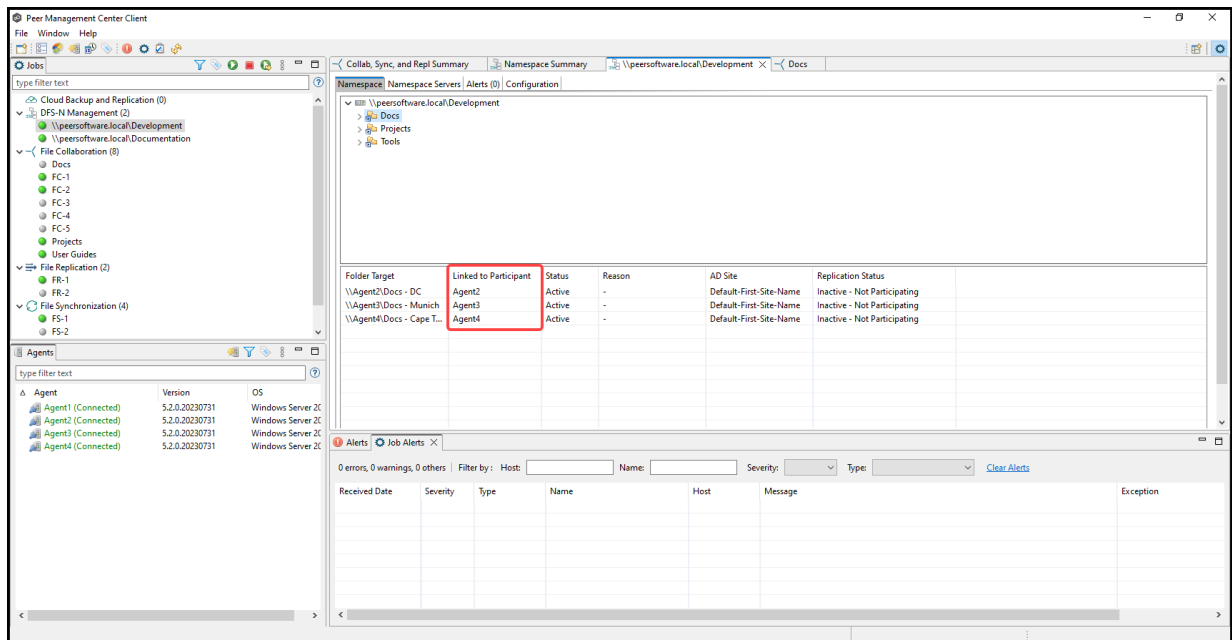 Peer Management Center Client
File Window Help
Jobs
type filter text
Cloud Backup and Replication (0)
DFS-N Management (2)
\\peersoftware.local\Development
\\peersoftware.local\Documentation
File Collaboration (8)
Docs
FC-1
FC-2
FC-3
FC-4
FC-5
Projects
User Guides
File Replication (2)
FR-1
FR-2
File Synchronization (4)
FS-1
FS-2
Agents
type filter text
Agent Version OS
Agent1 (Connected) 5.2.0.20230731 Windows Server 20
Agent2 (Connected) 5.2.0.20230731 Windows Server 20
Agent3 (Connected) 5.2.0.20230731 Windows Server 20
Agent4 (Connected) 5.2.0.20230731 Windows Server 20
Collab, Sync, and Repl Summary Namespace Summary \\peersoftware.local\Development Docs
Namespace Namespace Servers Alerts (0) Configuration
\\peersoftware.local\Development
Docs
Projects
Tools
Folder Target Linked to Participant Status Reason AD Site Replication Status
\\Agent2\Docs - DC Agent2 Active - Default-First-Site-Name Inactive - Not Participating
\\Agent3\Docs - Munich Agent3 Active - Default-First-Site-Name Inactive - Not Participating
\\Agent4\Docs - Cape T... Agent4 Active - Default-First-Site-Name Inactive - Not Participating
Alerts Job Alerts
0 errors, 0 warnings, 0 others Filter by : Host: Name: Severity: Type: Clear Alerts
Received Date Severity Type Name Host Message Exception